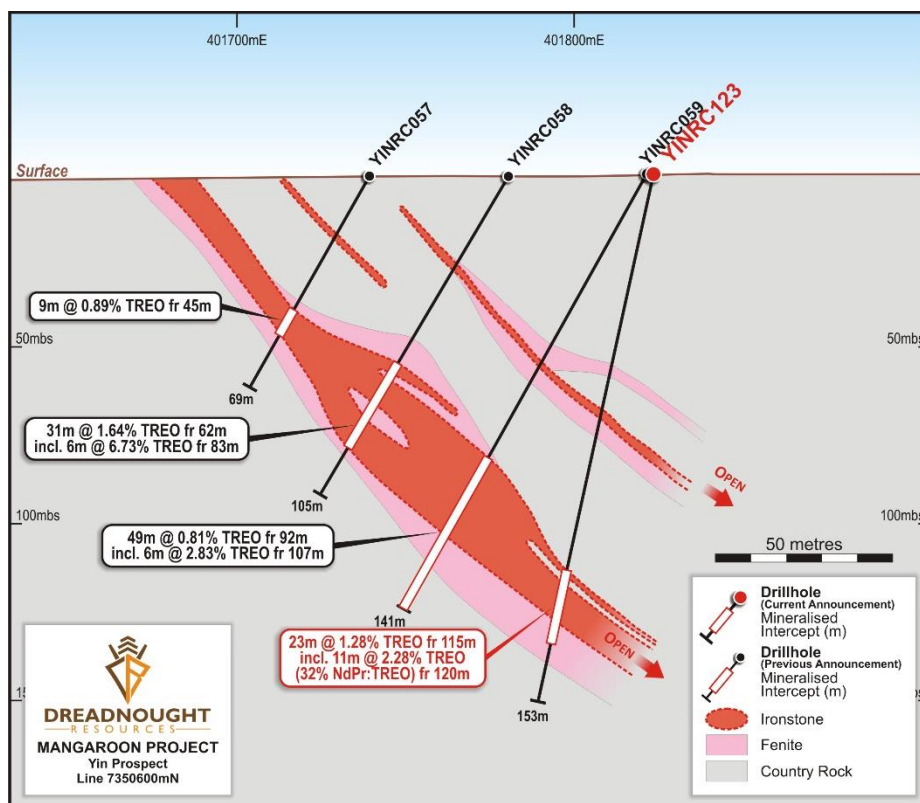 401700mE
401800mE
YINRC057
YINRC058
YINRC059
YINRC123
Surface
9m @ 0.89% TREO fr 45m
50mbs
50mbs
69m
31m @ 1.64% TREO fr 62m
incl. 6m @ 6.73% TREO fr 83m
OPEN
105m
100mbs
100mbs
49m @ 0.81% TREO fr 92m
incl. 6m @ 2.83% TREO fr 107m
50 metres
141m
23m @ 1.28% TREO fr 115m
incl. 11m @ 2.28% TREO
(32% NdPr:TREO) fr 120m
OPEN
153m
DREADNOUGHT
RESOURCES
MANGAROON PROJECT
Yin Prospect
Line 7350600mN
Drillhole
(Current Announcement)
Mineralised
Intercept (m)
Drillhole
(Previous Announcement)
Mineralised
Intercept (m)
Ironstone
Fenite
Country Rock